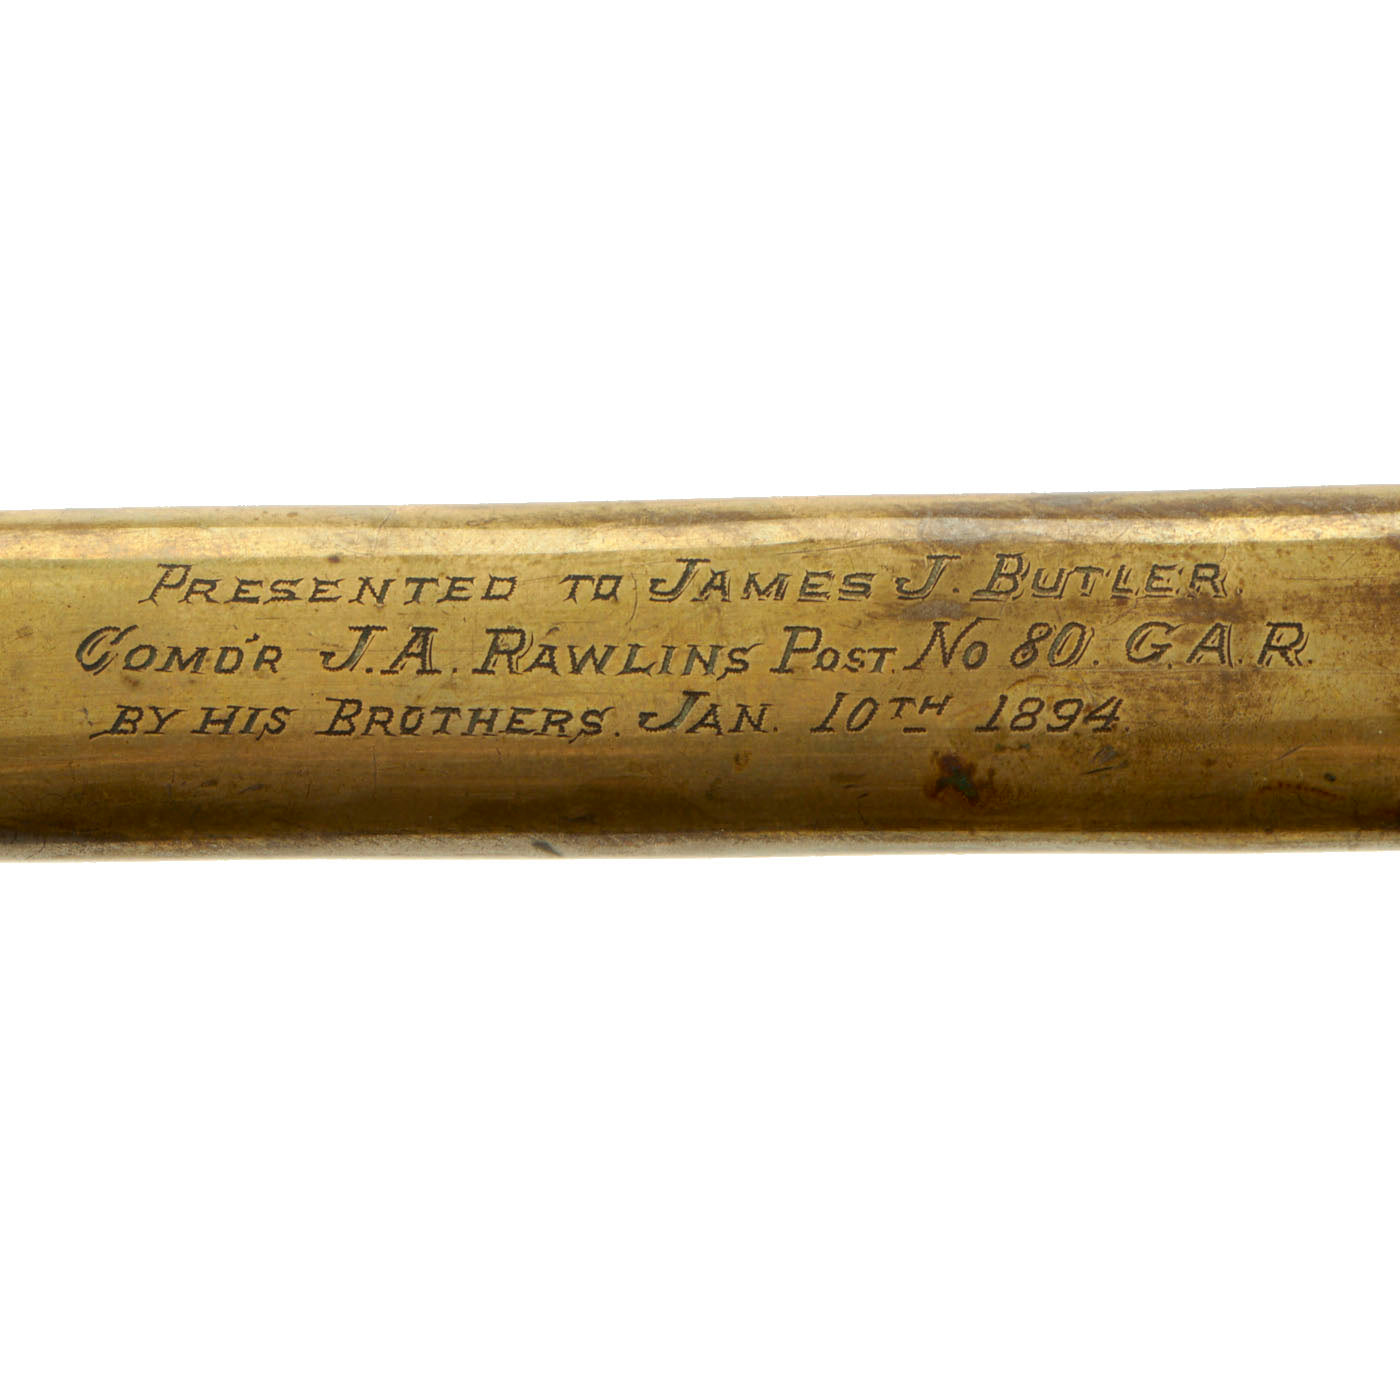 PRESENTED TO JAMES J. BUTLER.
COMD'R J.A. RAWLINS POST. NO 80. G.A.R.
BY HIS BROTHERS. JAN. 10TH 1894.